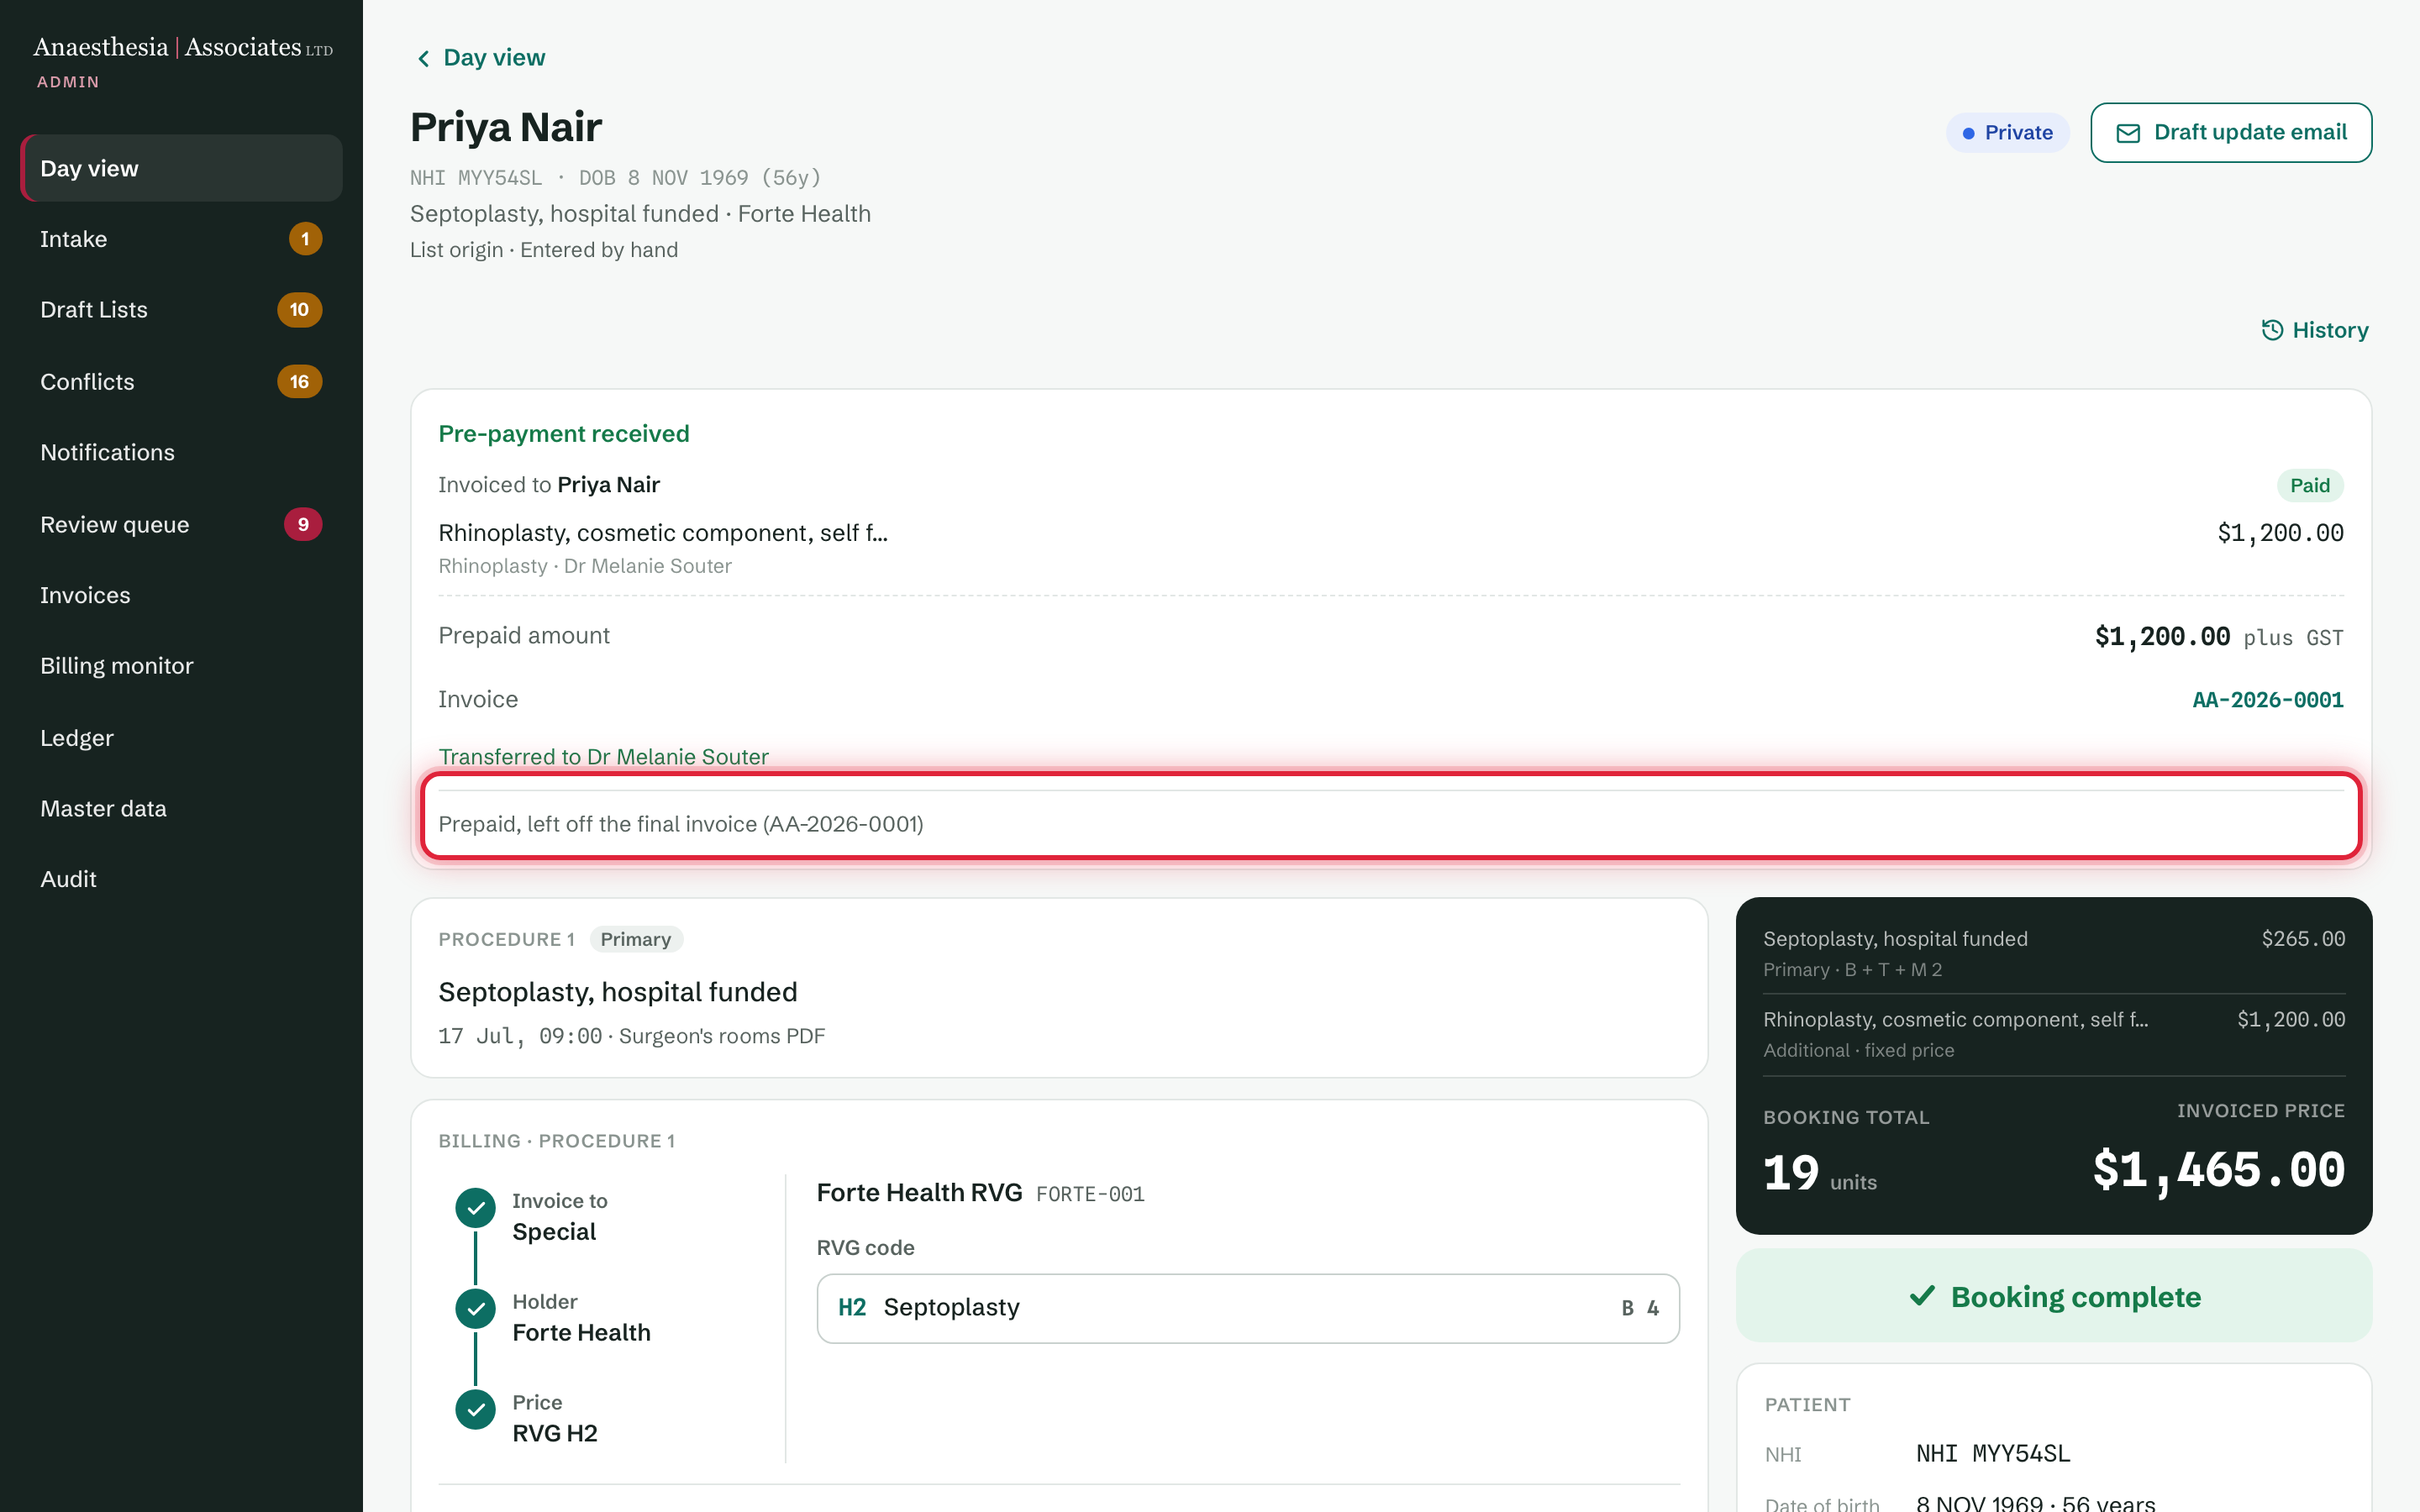 Anaesthesia | Associates LTD
ADMIN
Day view
Intake 1
Draft Lists 10
Conflicts 16
Notifications
Review queue 9
Invoices
Billing monitor
Ledger
Master data
Audit
Day view
Priya Nair
NHI MYY54SL · DOB 8 NOV 1969 (56y)
Septoplasty, hospital funded · Forte Health
List origin · Entered by hand
Private
Draft update email
History
Pre-payment received
Invoiced to Priya Nair
Paid
Rhinoplasty, cosmetic component, self f... $1,200.00
Rhinoplasty · Dr Melanie Souter
Prepaid amount $1,200.00 plus GST
Invoice AA-2026-0001
Transferred to Dr Melanie Souter
Prepaid, left off the final invoice (AA-2026-0001)
PROCEDURE 1 Primary
Septoplasty, hospital funded
17 Jul, 09:00 · Surgeon's rooms PDF
BILLING · PROCEDURE 1
Invoice to
Special
Holder
Forte Health
Price
RVG H2
Forte Health RVG FORTE-001
RVG code
H2 Septoplasty B 4
Septoplasty, hospital funded $265.00
Primary · B + T + M 2
Rhinoplasty, cosmetic component, self f... $1,200.00
Additional · fixed price
BOOKING TOTAL
19 units
INVOICED PRICE
$1,465.00
Booking complete
PATIENT
NHI NHI MYY54SL
Date of birth 8 NOV 1969 · 56 years